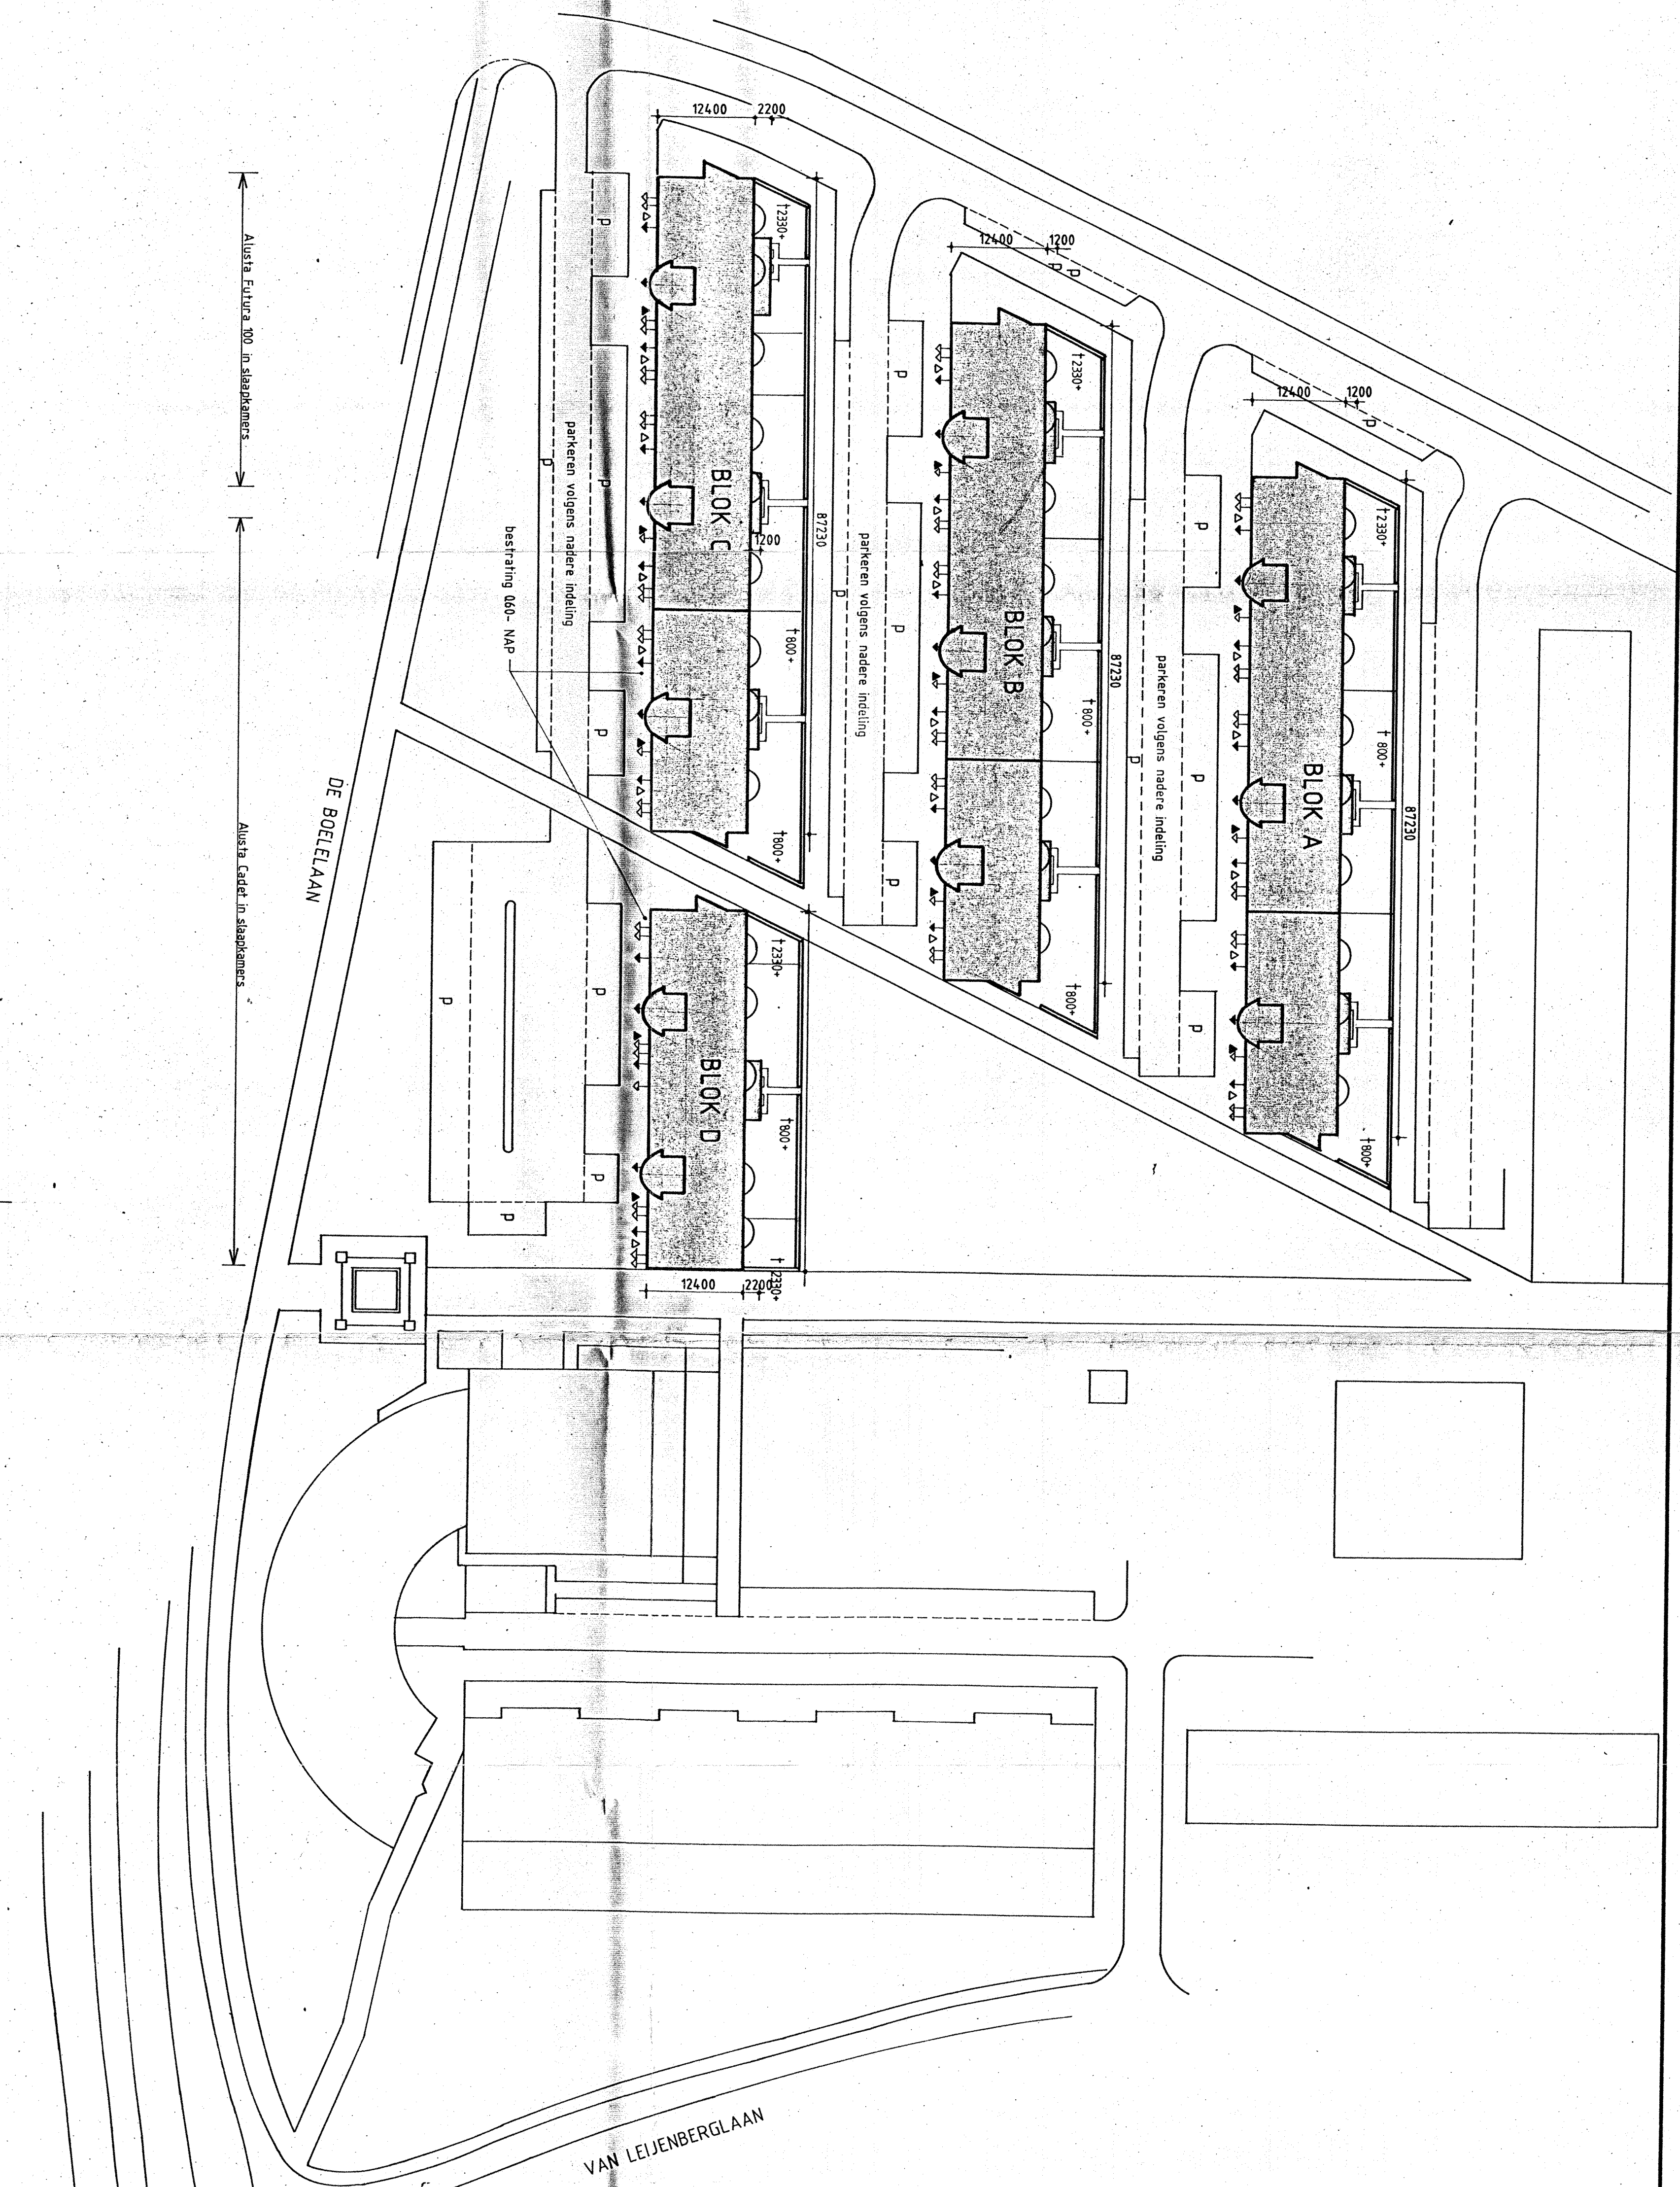 12400
2200
†2330+
P
P
P
BLOK C
1200
87230
†800+
†800+
P
parkeren volgens nadere indeling
bestrating 0.60- NAP
12400
1200
P
P
†2330+
P
P
P
P
BLOK B
87230
†800+
†800+
parkeren volgens nadere indeling
12400
1200
P
†2330+
P
P
P
P
BLOK A
87230
†800+
†800+
parkeren volgens nadere indeling
†2330+
BLOK D
†800+
†2330+
12400
2200
P
P
P
P
Alusta Futura 100 in slaapkamers
Alusta Cadet in slaapkamers
DE BOELELAAN
VAN LEIJENBERGLAAN